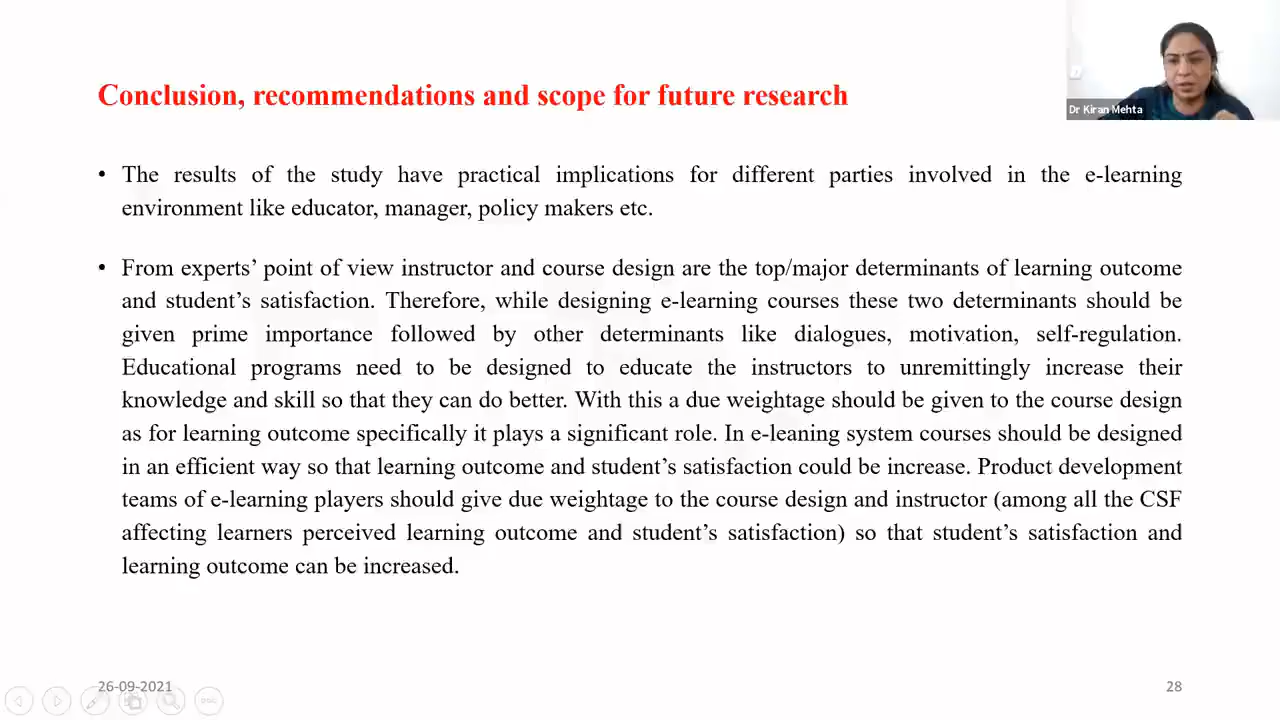 Conclusion, recommendations and scope for future research
Dr Kiran Mehta
• The results of the study have practical implications for different parties involved in the e-learning
environment like educator, manager, policy makers etc.
• From experts’ point of view instructor and course design are the top/major determinants of learning outcome
and student’s satisfaction. Therefore, while designing e-learning courses these two determinants should be
given prime importance followed by other determinants like dialogues, motivation, self-regulation.
Educational programs need to be designed to educate the instructors to unremittingly increase their
knowledge and skill so that they can do better. With this a due weightage should be given to the course design
as for learning outcome specifically it plays a significant role. In e-leaning system courses should be designed
in an efficient way so that learning outcome and student’s satisfaction could be increase. Product development
teams of e-learning players should give due weightage to the course design and instructor (among all the CSF
affecting learners perceived learning outcome and student’s satisfaction) so that student’s satisfaction and
learning outcome can be increased.
26-09-2021
28